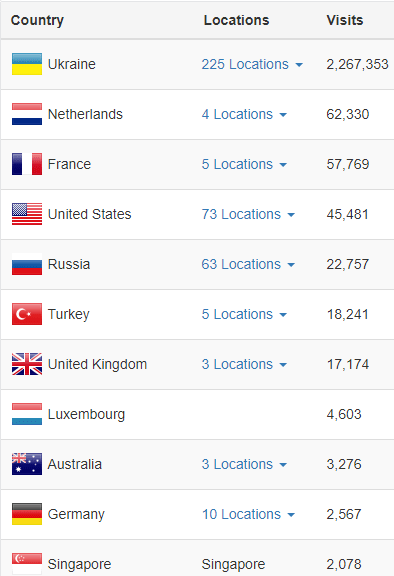 Country Locations Visits
Ukraine 225 Locations 2,267,353
Netherlands 4 Locations 62,330
France 5 Locations 57,769
United States 73 Locations 45,481
Russia 63 Locations 22,757
Turkey 5 Locations 18,241
United Kingdom 3 Locations 17,174
Luxembourg 4,603
Australia 3 Locations 3,276
Germany 10 Locations 2,567
Singapore Singapore 2,078